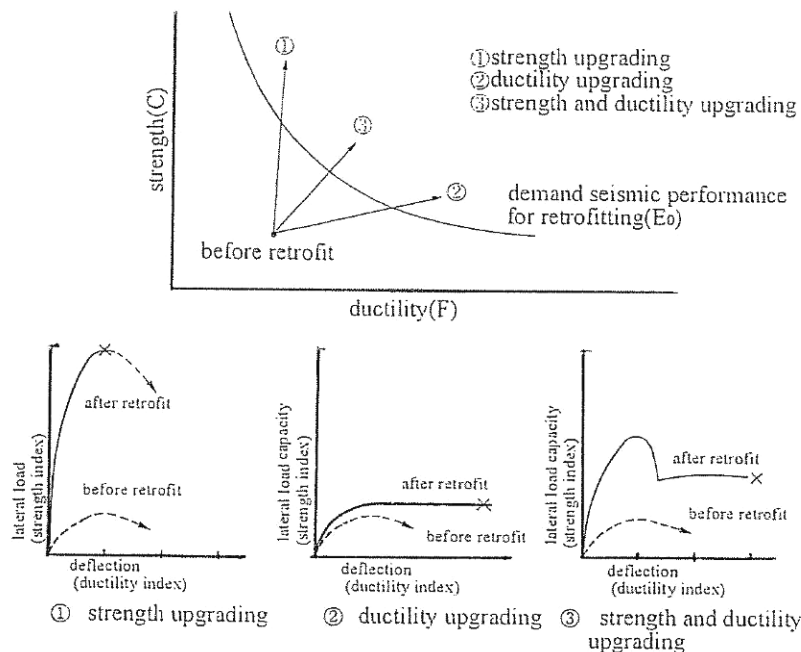 ①
①strength upgrading
②ductility upgrading
③strength and ductility upgrading
③
②
strength(C)
demand seismic performance
for retrofitting(E0)
before retrofit
ductility(F)
after retrofit
before retrofit
lateral load
(strength index)
deflection
(ductility index)
① strength upgrading
after retrofit
before retrofit
lateral load capacity
(strength index)
deflection
(ductility index)
② ductility upgrading
after retrofit
before retrofit
lateral load capacity
(strength index)
deflection
(ductility index)
③ strength and ductility
upgrading